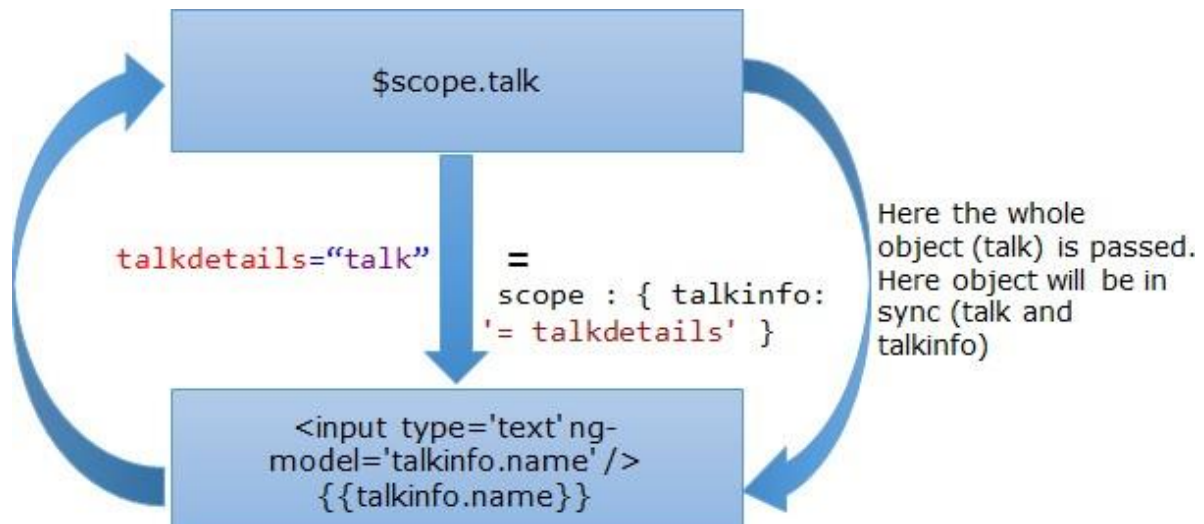 $scope.talk
talkdetails=“talk”
=
scope : { talkinfo:
'= talkdetails' }
Here the whole
object (talk) is passed.
Here object will be in
sync (talk and
talkinfo)
<input type='text' ng-
model='talkinfo.name' />
{{talkinfo.name}}